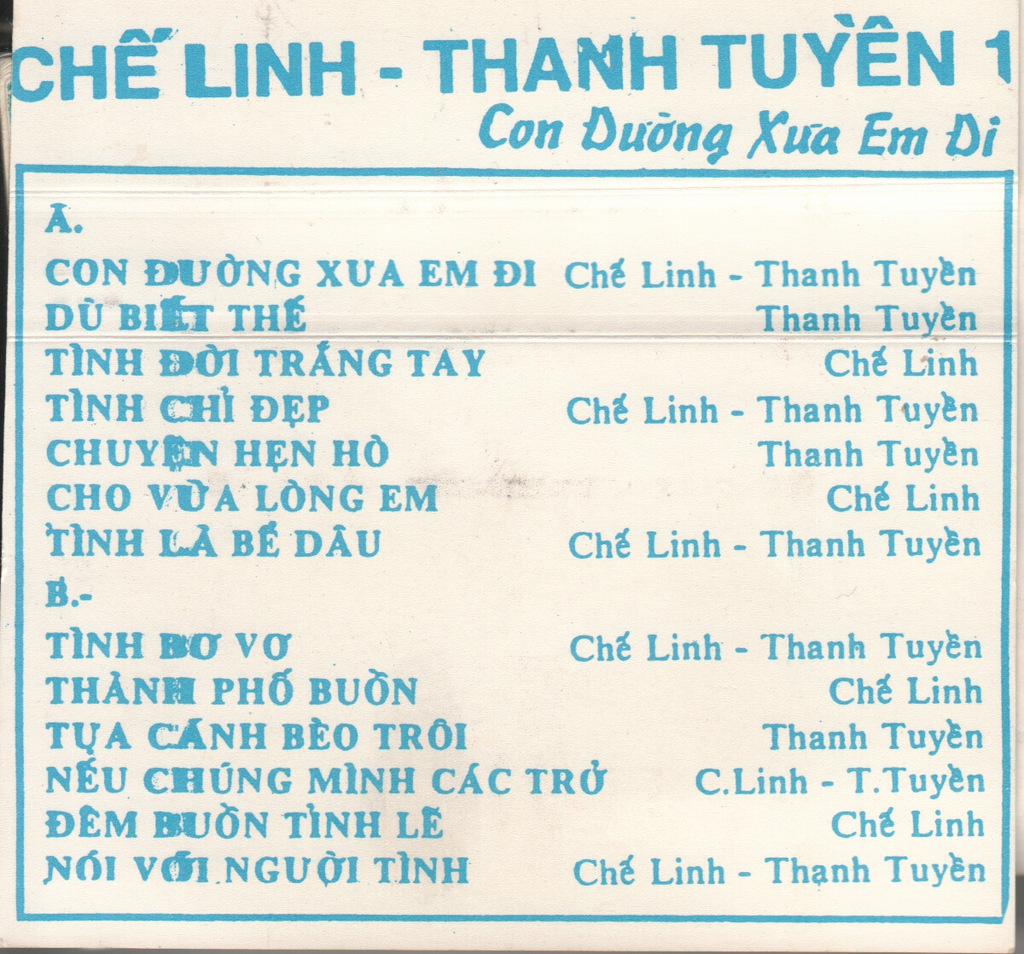 CHẾ LINH - THANH TUYỀN 1
Con Đường Xưa Em Đi
A.
CON ĐƯỜNG XƯA EM ĐI Chế Linh - Thanh Tuyền
DÙ BIẾT THẾ Thanh Tuyền
TÌNH ĐỜI TRẮNG TAY Chế Linh
TÌNH CHỈ ĐẸP Chế Linh - Thanh Tuyền
CHUYỆN HẸN HÒ Thanh Tuyền
CHO VỪA LÒNG EM Chế Linh
TÌNH LÀ BỂ DÂU Chế Linh - Thanh Tuyền
B.-
TÌNH BƠ VƠ Chế Linh - Thanh Tuyền
THÀNH PHỐ BUỒN Chế Linh
TỰA CÁNH BÈO TRÔI Thanh Tuyền
NẾU CHÚNG MÌNH CÁC TRỞ C.Linh - T.Tuyền
ĐÊM BUỒN TỈNH LẼ Chế Linh
NÓI VỚI NGƯỜI TÌNH Chế Linh - Thanh Tuyền